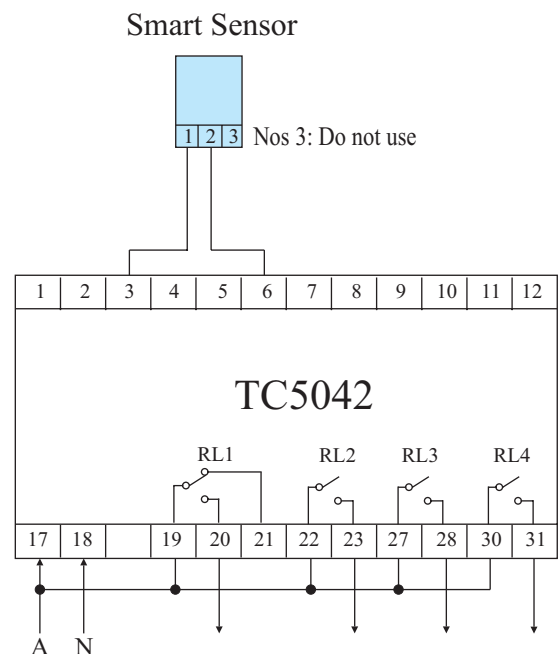 Smart Sensor
1 2 3 Nos 3: Do not use
1 2 3 4 5 6 7 8 9 10 11 12
TC5042
RL1 RL2 RL3 RL4
17 18 19 20 21 22 23 27 28 30 31
A N